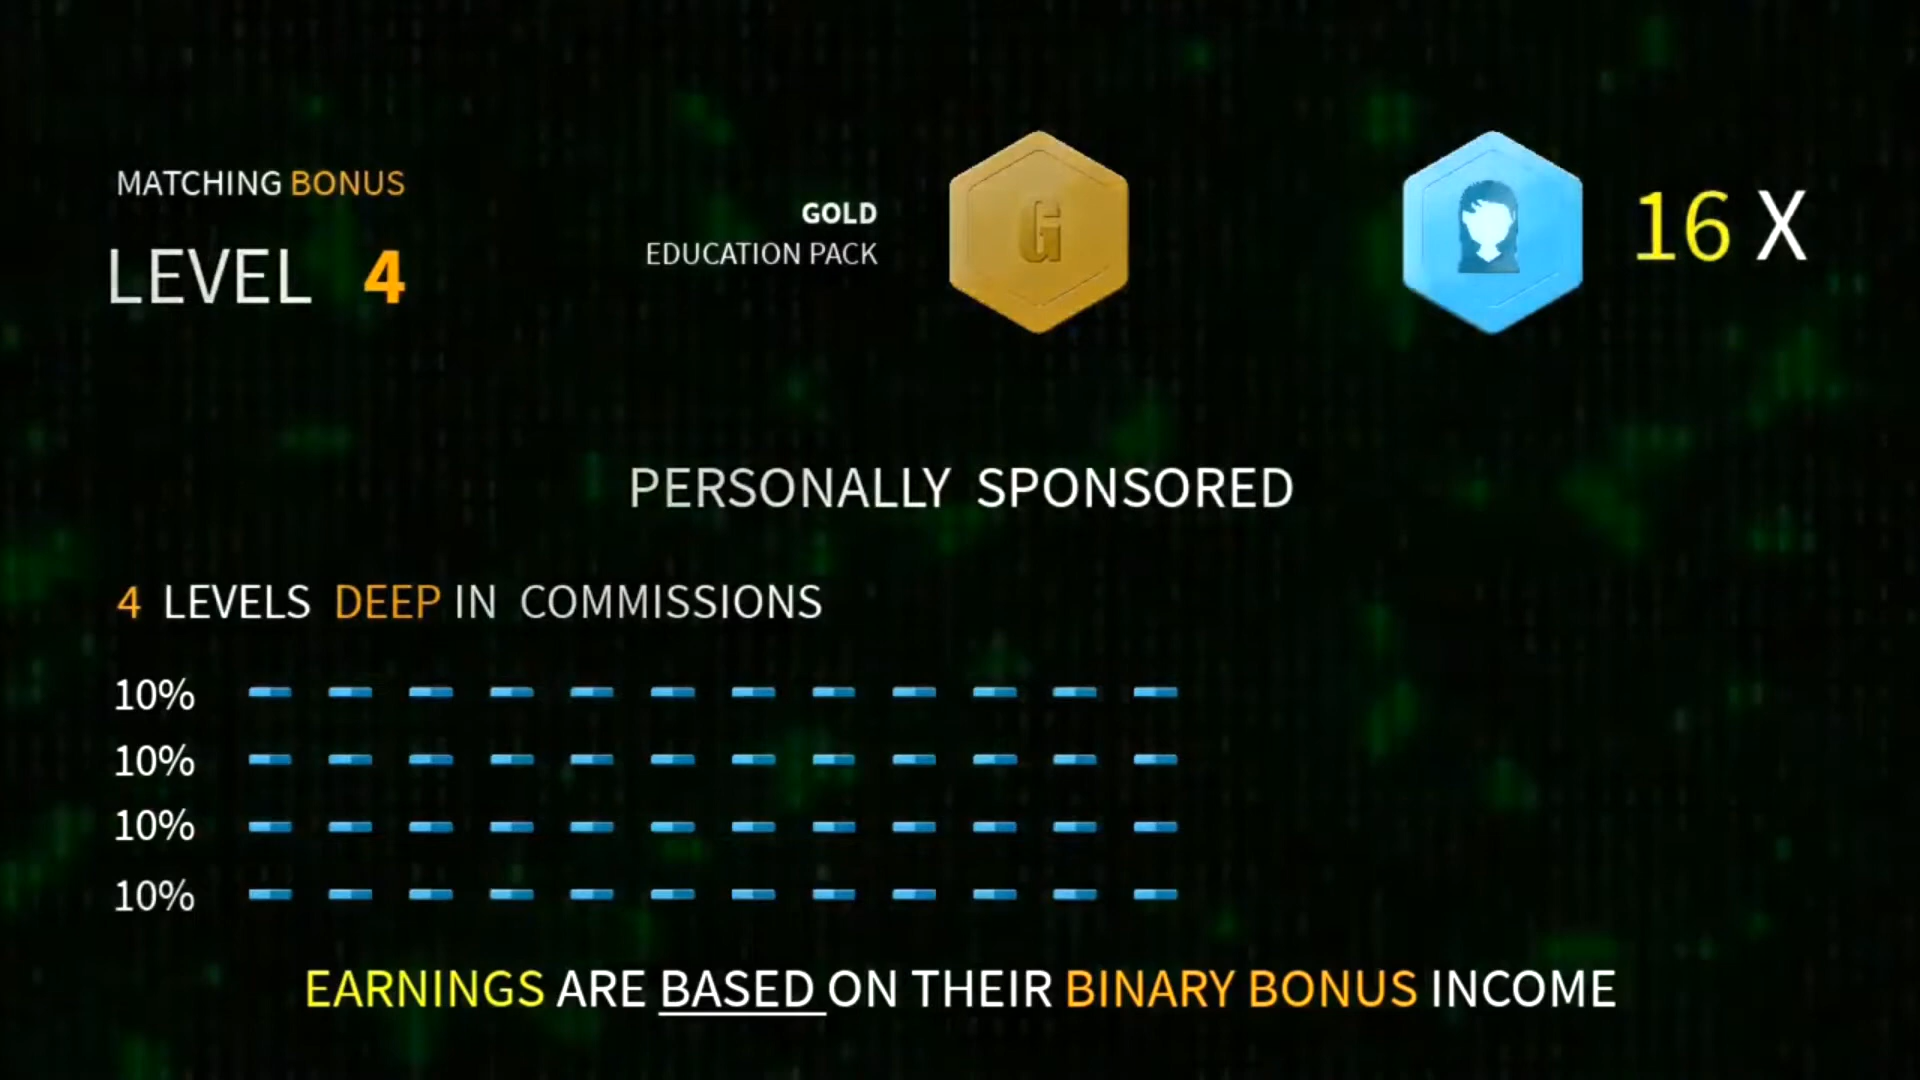 MATCHING BONUS
LEVEL 4
GOLD
EDUCATION PACK
G
16 X
PERSONALLY SPONSORED
4 LEVELS DEEP IN COMMISSIONS
10%
10%
10%
10%
EARNINGS ARE BASED ON THEIR BINARY BONUS INCOME